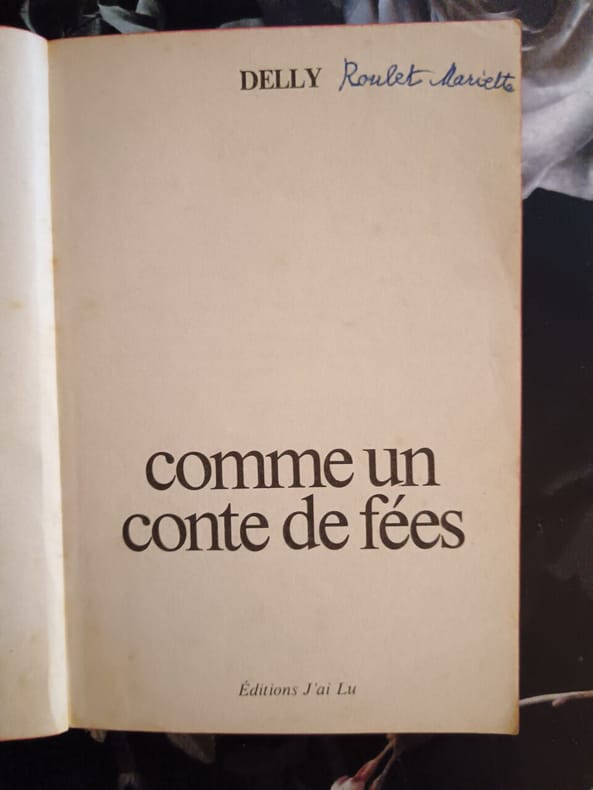 DELLY Roulet Mariette
comme un
conte de fées
Éditions J'ai Lu